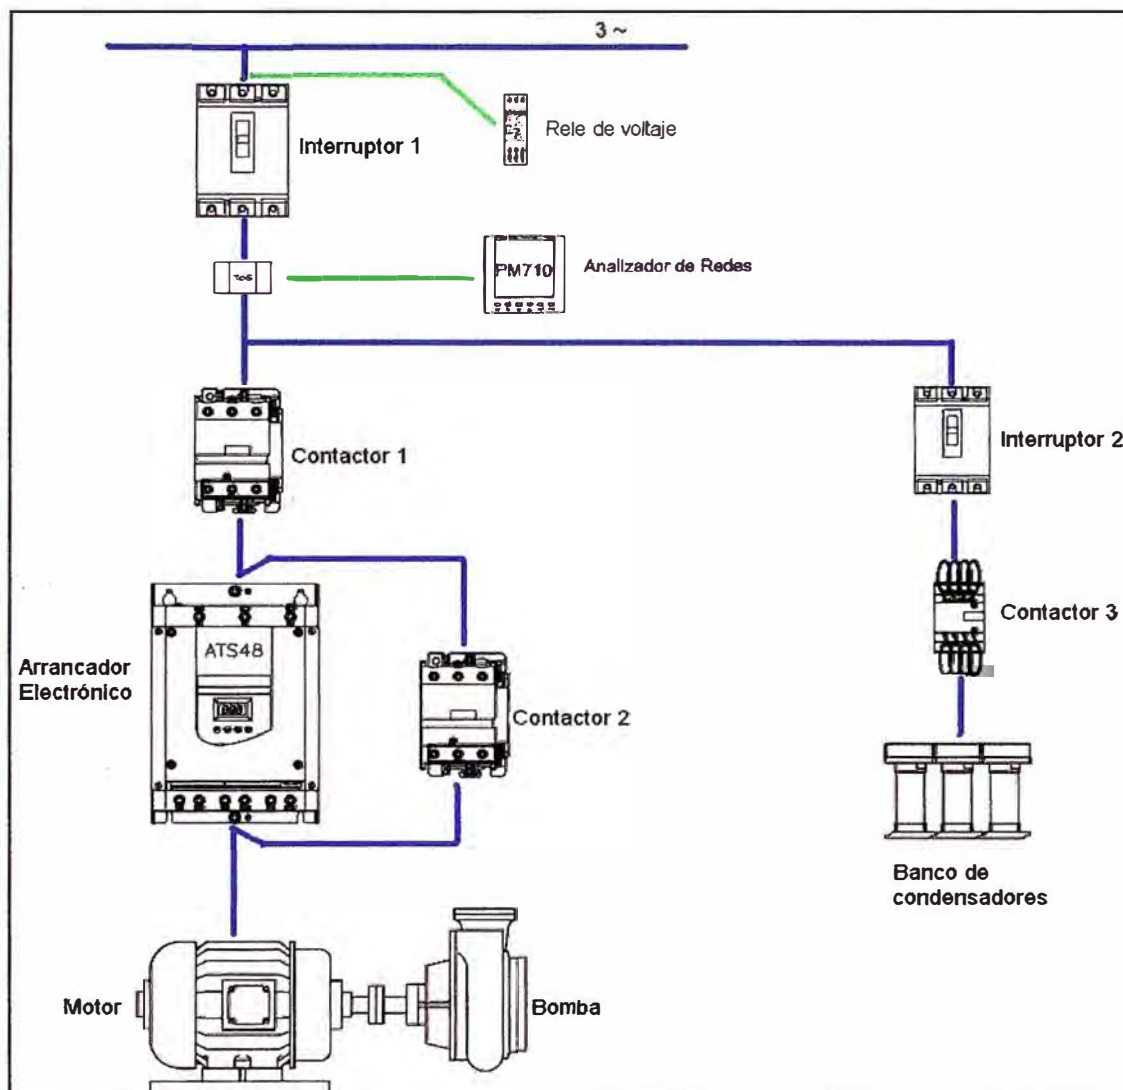 3 ~
Interruptor 1
Rele de voltaje
PM710
Analizador de Redes
Contactor 1
Interruptor 2
Contactor 3
ATS48
Arrancador
Electrónico
Contactor 2
Banco de
condensadores
Motor
Bomba